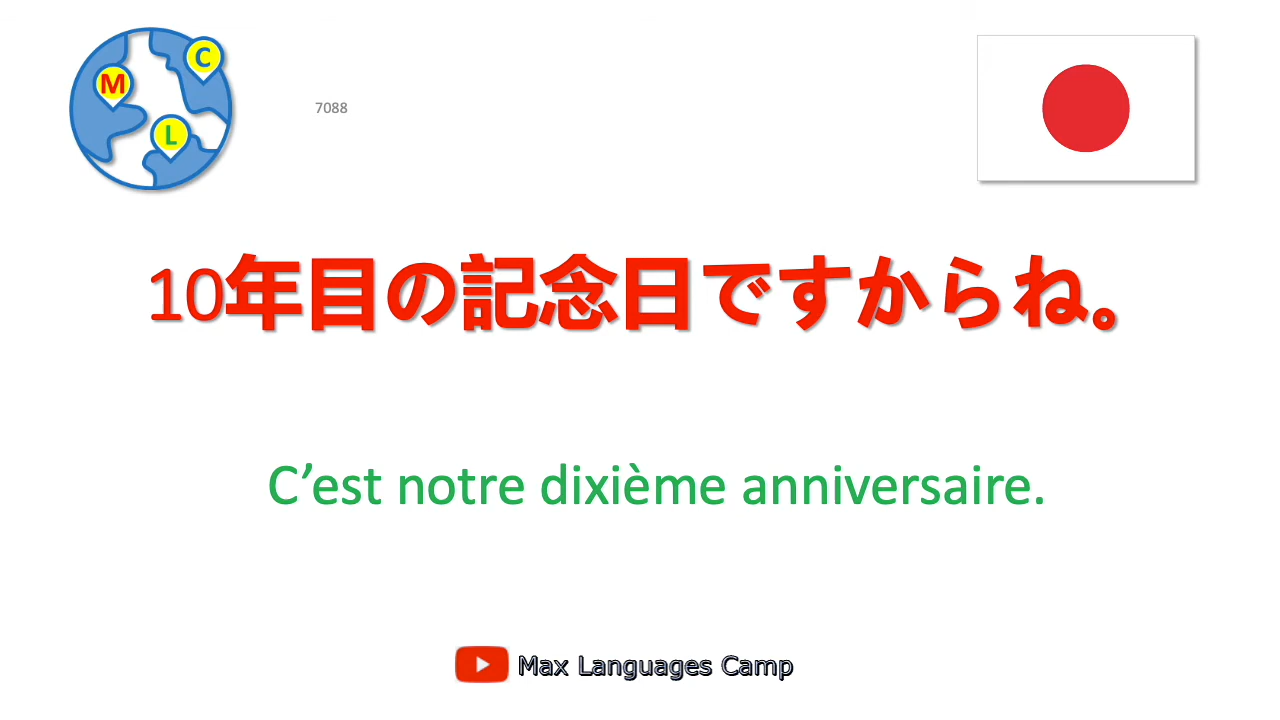 M
C
L
7088
10年目の記念日ですからね。
C’est notre dixième anniversaire.
Max Languages Camp